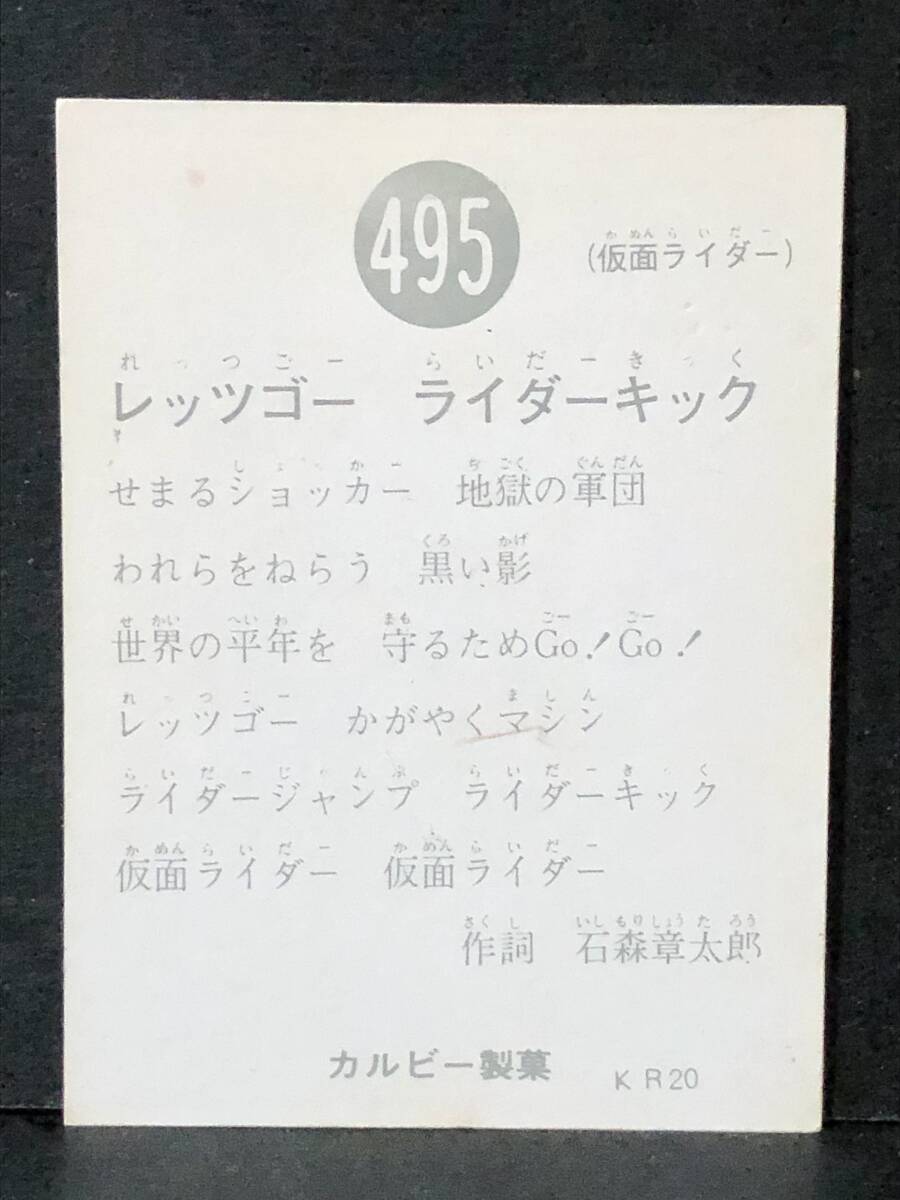 495
(仮面ライダー)
レッツゴー　ライダーキック
せまるショッカー　地獄の軍団
われらをねらう　黒い影
世界の平年を　守るためGo！Go！
レッツゴー　かがやくマシン
ライダージャンプ　ライダーキック
仮面ライダー　仮面ライダー
作詞　石森章太郎
カルビー製菓
KR20